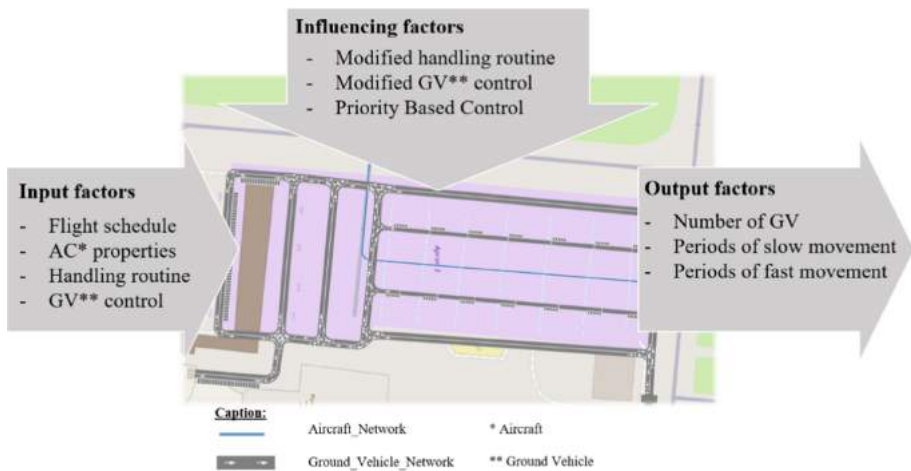 Influencing factors
- Modified handling routine
- Modified GV** control
- Priority Based Control
Input factors
- Flight schedule
- AC* properties
- Handling routine
- GV** control
Output factors
- Number of GV
- Periods of slow movement
- Periods of fast movement
Caption:
Aircraft_Network
* Aircraft
Ground_Vehicle_Network
** Ground Vehicle